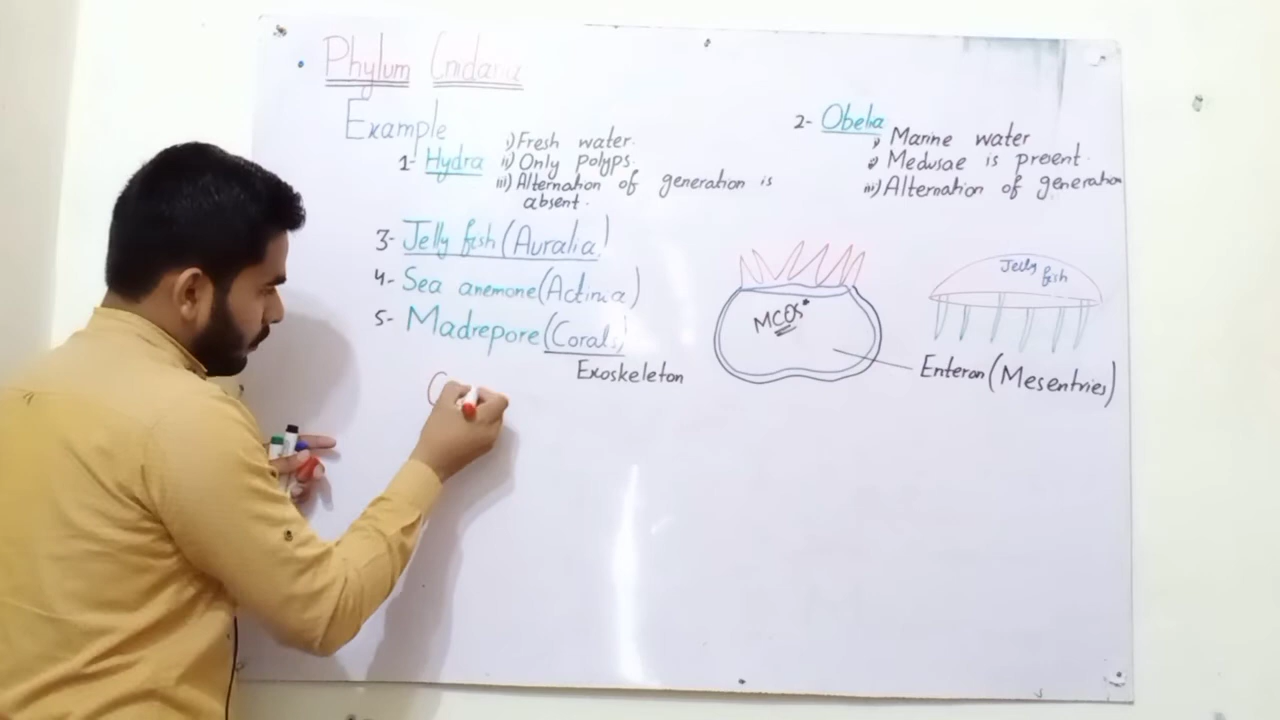 Phylum Cnidaria
Example
1- Hydra
i) Fresh water.
ii) Only polyps.
iii) Alternation of generation is
absent.
2- Obelia
i) Marine water
ii) Medusae is present.
iii) Alternation of generation
3- Jelly fish (Auralia)
4- Sea anemone (Actinia)
5- Madrepore (Corals)
Exoskeleton
MCQs*
Jelly fish
Enteron (Mesentries)
C